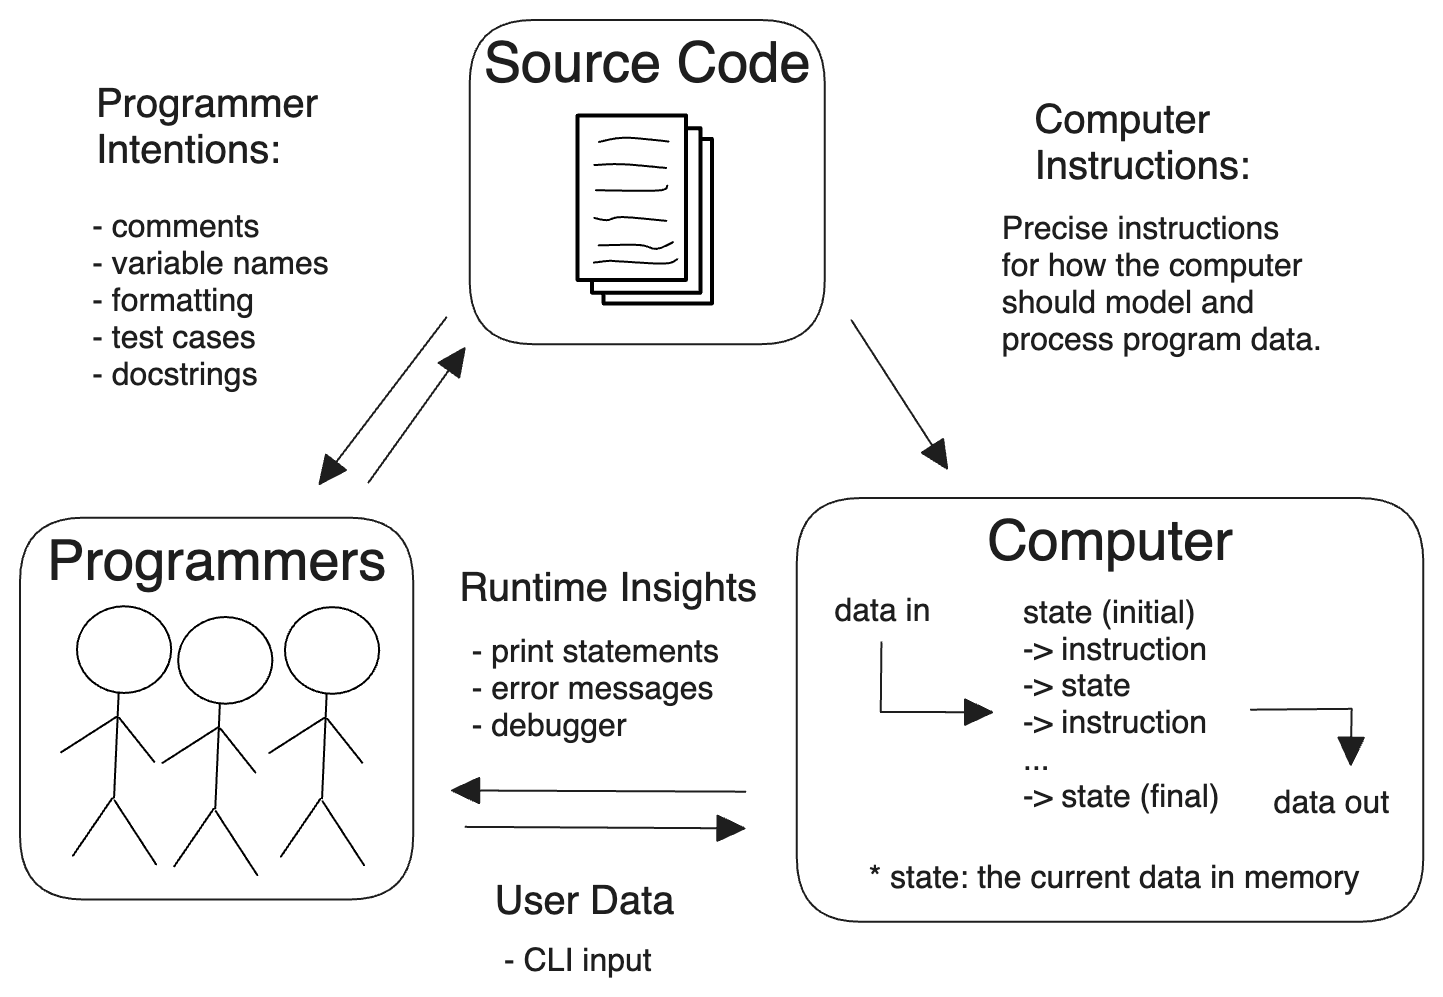 Source Code
Programmer
Intentions:
- comments
- variable names
- formatting
- test cases
- docstrings
Computer
Instructions:
Precise instructions
for how the computer
should model and
process program data.
Programmers
Runtime Insights
- print statements
- error messages
- debugger
User Data
- CLI input
Computer
data in
state (initial)
-> instruction
-> state
-> instruction
...
-> state (final)
data out
* state: the current data in memory